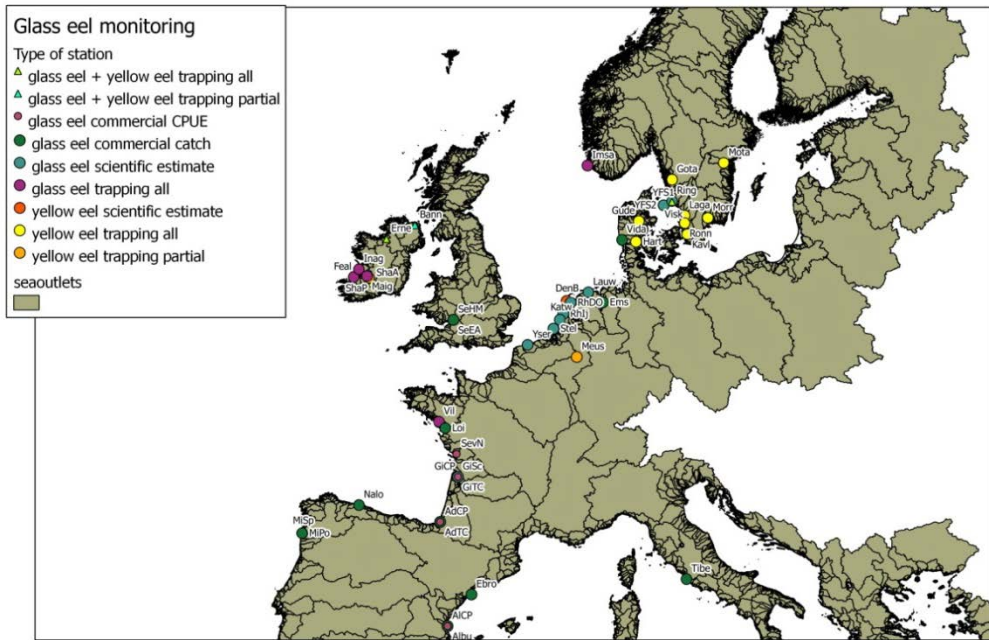 Glass eel monitoring
Type of station
glass eel + yellow eel trapping all
glass eel + yellow eel trapping partial
glass eel commercial CPUE
glass eel commercial catch
glass eel scientific estimate
glass eel trapping all
yellow eel scientific estimate
yellow eel trapping all
yellow eel trapping partial
seaoutlets
Imsa
Mota
Gota
YFS1
Ring
YFS2
Laga
Morr
Gude
Visk
Vida
Ronn
Hart
Kavl
Bann
Erne
Inag
Feal
ShaA
ShaP
Maig
Lauw
DenB
RhDO
Ems
Katw
RhIj
Stel
SeHM
SeEA
Yser
Meus
Vil
Loi
SevN
GiCP
GiSc
GiTC
Nalo
AdCP
AdTC
MiSp
MiPo
Tibe
Ebro
AlCP
Albu